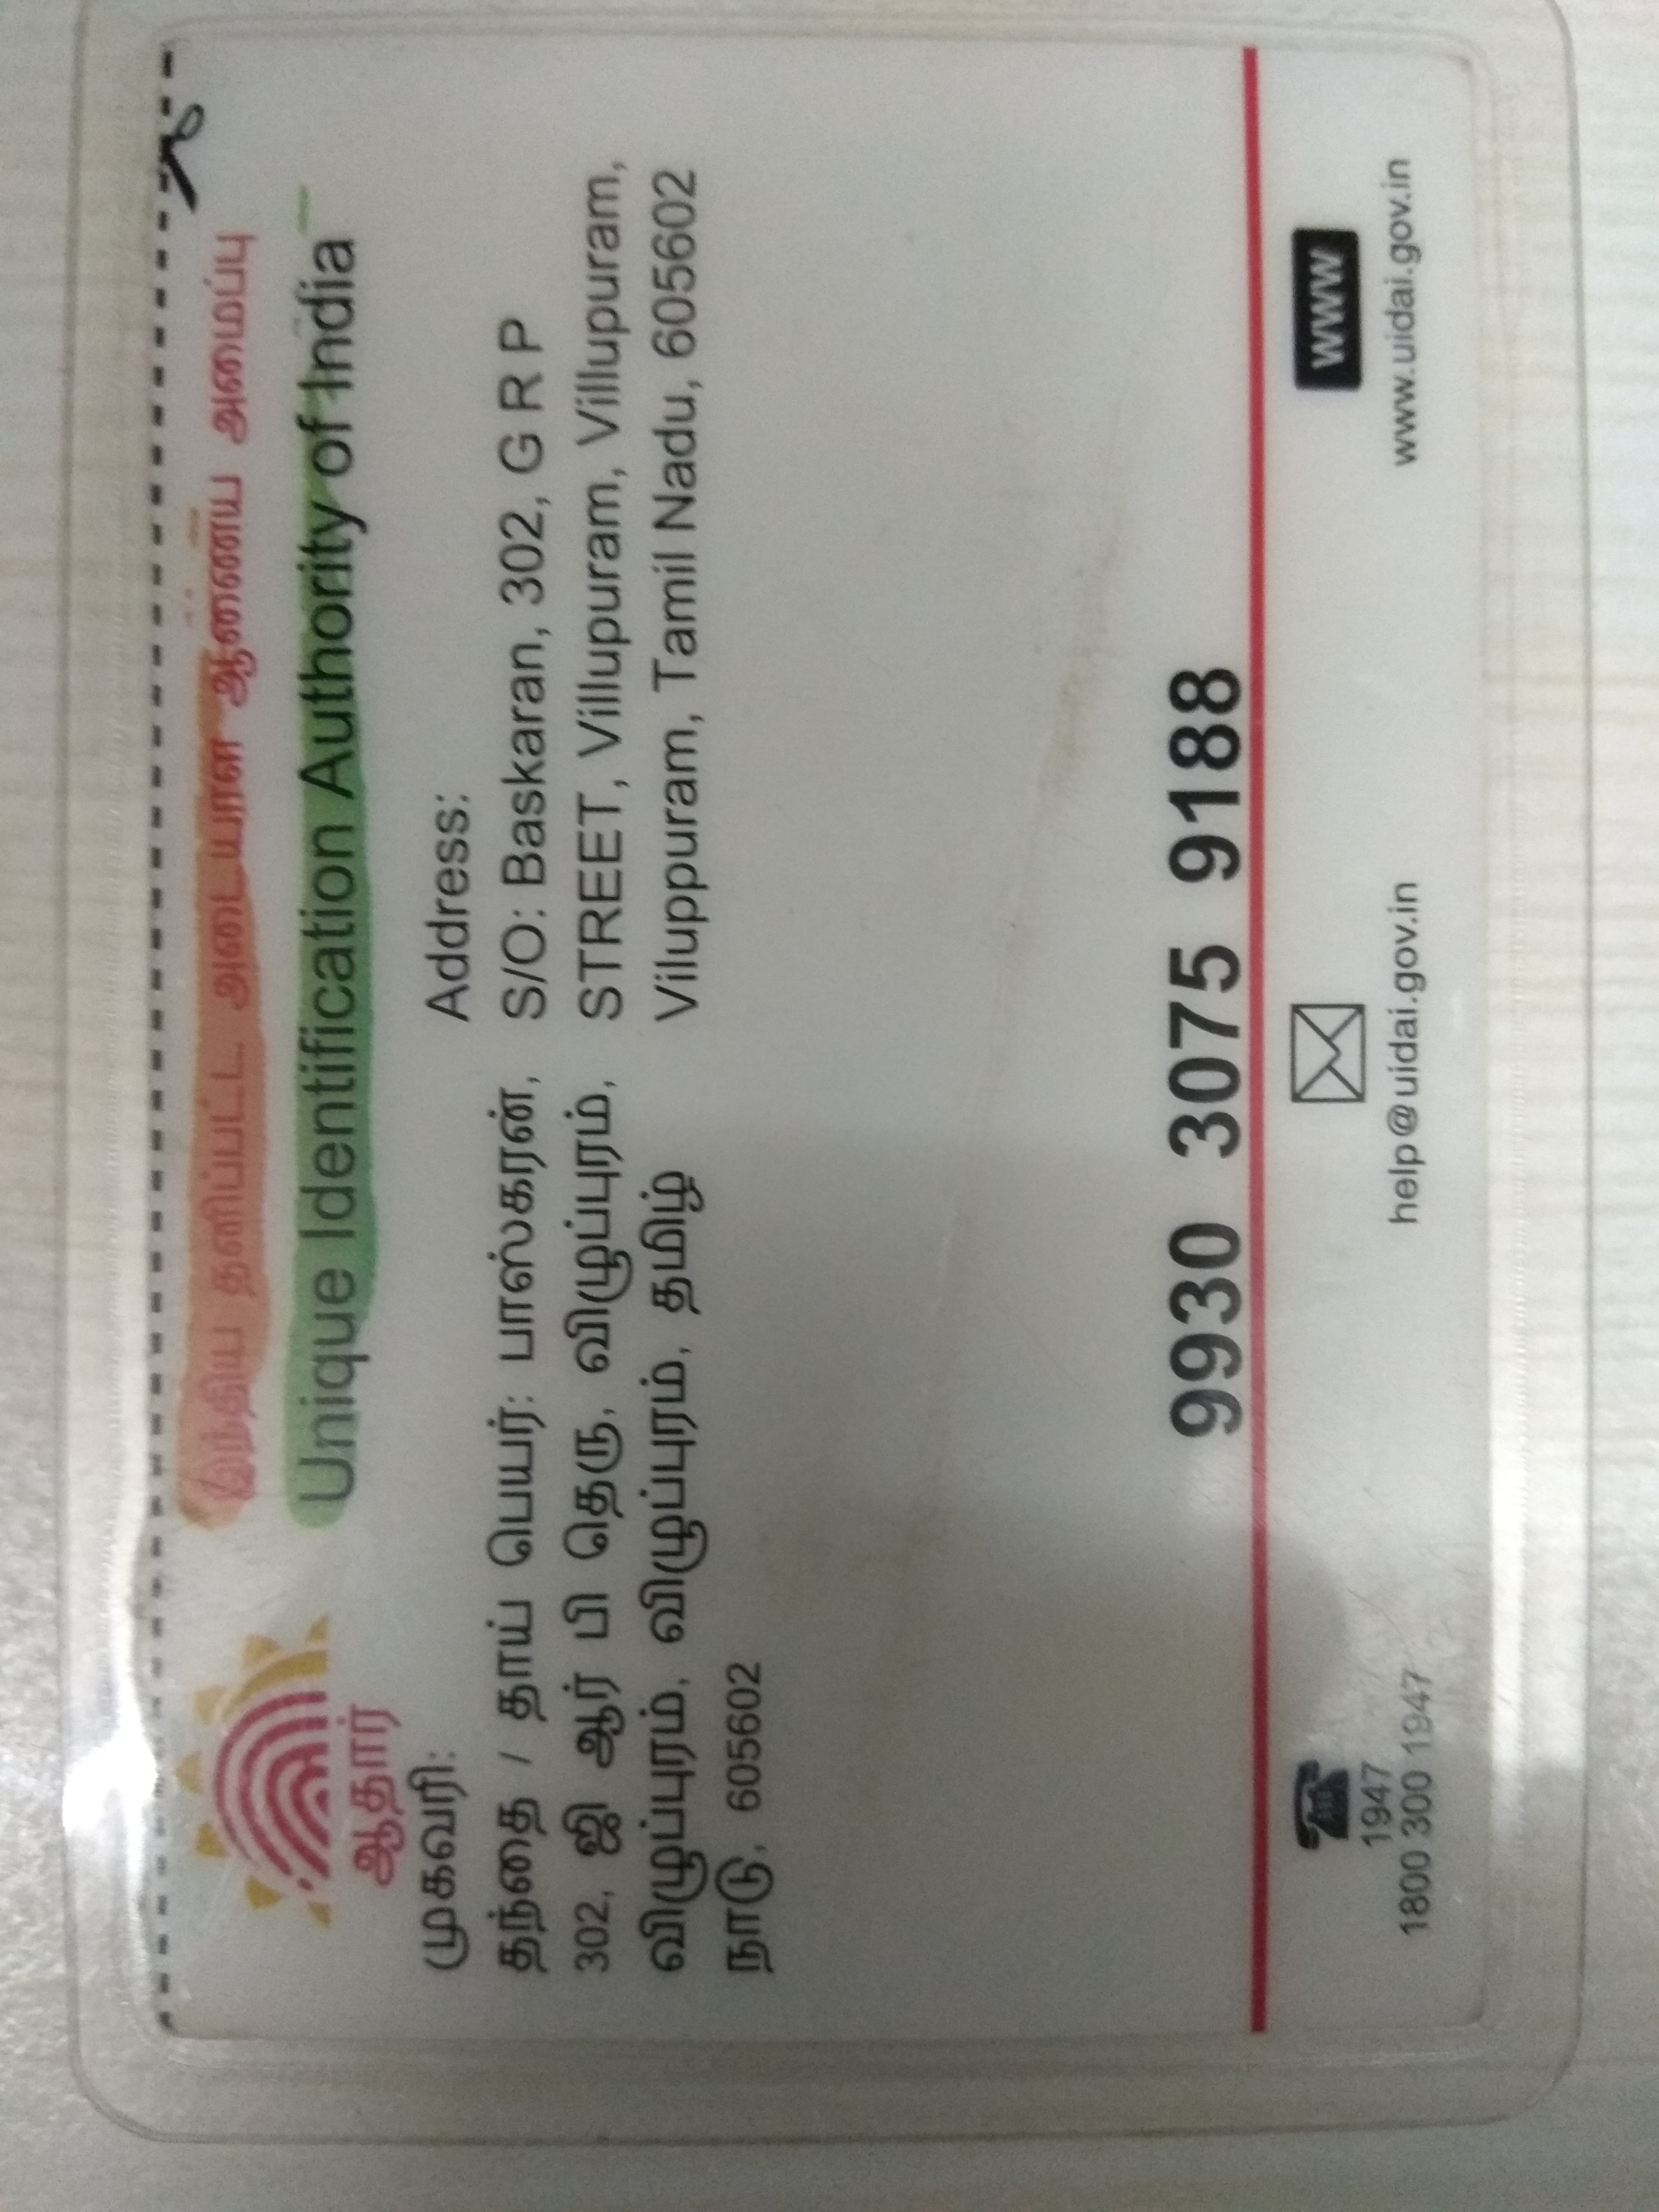 இந்திய தனிப்பட்ட அடையாள ஆணைய அமைப்பு
Unique Identification Authority of India
ஆதார்
முகவரி:
தந்தை / தாய் பெயர்: பாஸ்கரன்,
302, ஜி ஆர் பி தெரு, விழுப்புரம்,
விழுப்புரம், விழுப்புரம், தமிழ்
நாடு, 605602
Address:
S/O: Baskaran, 302, G R P
STREET, Villupuram, Villupuram,
Viluppuram, Tamil Nadu, 605602
9930 3075 9188
1947
1800 300 1947
help@uidai.gov.in
WWW
www.uidai.gov.in